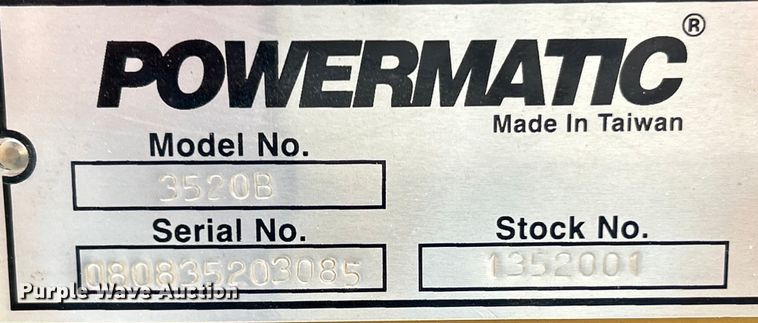 POWERMATIC®
Made In Taiwan
Model No.
3520B
Serial No.
080835203085
Stock No.
1352001
Purple Wave Auction